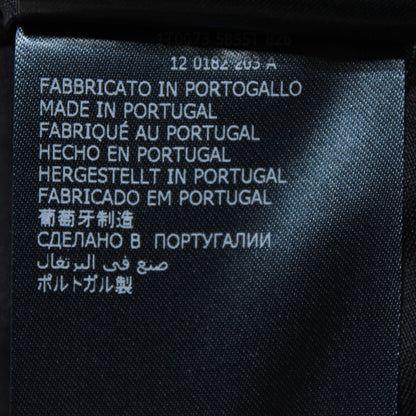 12 0182 203 A
FABBRICATO IN PORTOGALLO
MADE IN PORTUGAL
FABRIQUÉ AU PORTUGAL
HECHO EN PORTUGAL
HERGESTELLT IN PORTUGAL
FABRICADO EM PORTUGAL
葡萄牙制造
СДЕЛАНО В ПОРТУГАЛИИ
صنع في البرتغال
ポルトガル製